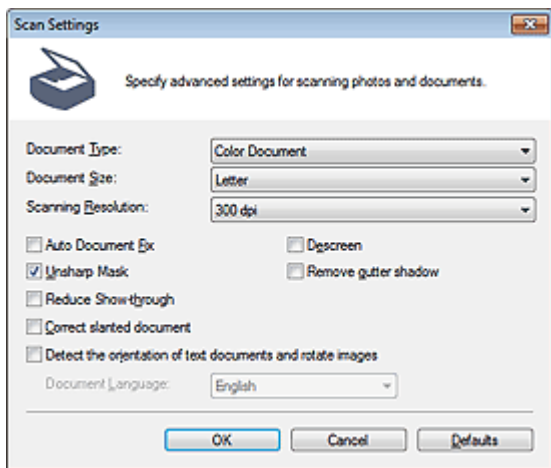 Scan Settings
Specify advanced settings for scanning photos and documents.
Document Type: Color Document
Document Size: Letter
Scanning Resolution: 300 dpi
Auto Document Fix Descreen
Unsharp Mask Remove gutter shadow
Reduce Show-through
Correct slanted document
Detect the orientation of text documents and rotate images
Document Language: English
OK Cancel Defaults